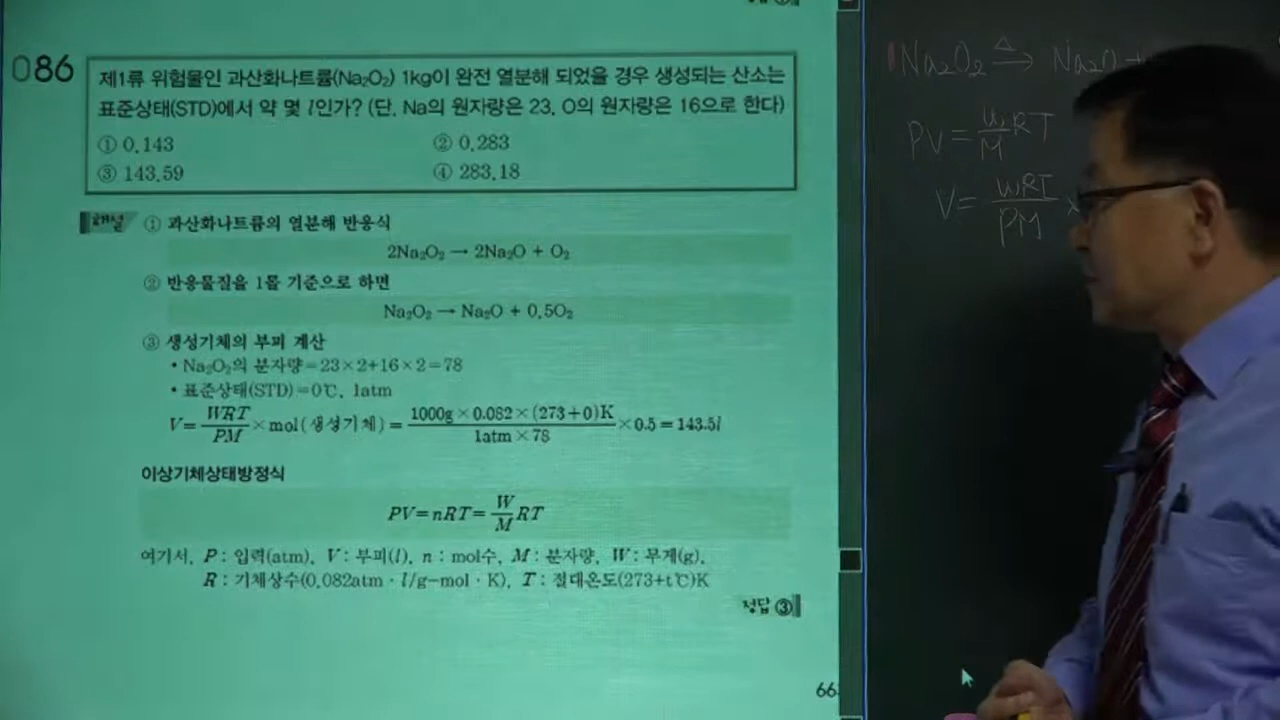 086
제1류 위험물인 과산화나트륨(Na₂O₂) 1kg이 완전 열분해 되었을 경우 생성되는 산소는
표준상태(STD)에서 약 몇 l인가? (단, Na의 원자량은 23, O의 원자량은 16으로 한다)
① 0.143 ② 0.283
③ 143.59 ④ 283.18
해설 ① 과산화나트륨의 열분해 반응식
2Na₂O₂ → 2Na₂O + O₂
② 반응물질을 1몰 기준으로 하면
Na₂O₂ → Na₂O + 0.5O₂
③ 생성기체의 부피 계산
• Na₂O₂의 분자량=23×2+16×2=78
• 표준상태(STD)=0℃, 1atm
V= WRT/PM ×mol(생성기체)= 1000g×0.082×(273+0)K / 1atm×78 ×0.5=143.5l
이상기체상태방정식
PV=nRT= W/M RT
여기서, P : 입력(atm), V : 부피(l), n : mol수, M : 분자량, W : 무게(g),
R : 기체상수(0.082atm·l/g-mol·K), T : 절대온도(273+t℃)K
정답 ③
66
Na₂O₂ △→ Na₂O +
PV = W/M RT
V = WRT/PM ×